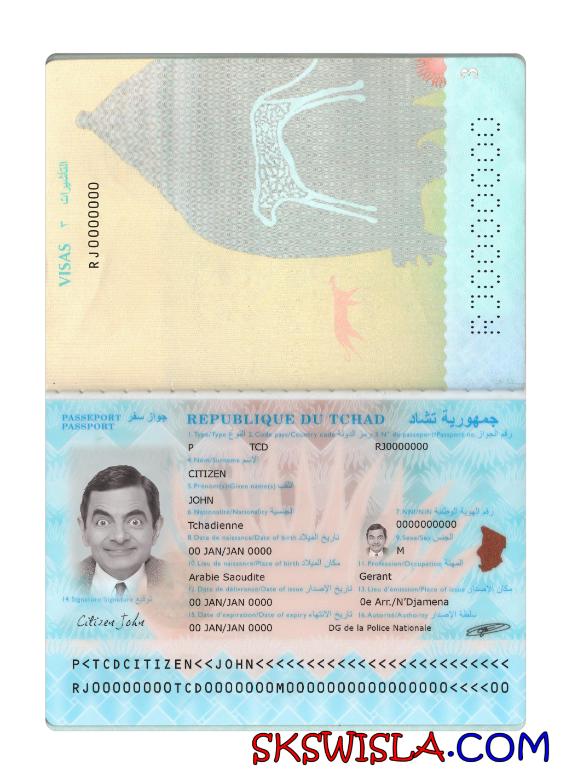 VISAS ٣ التأشيرات
RJ0000000
3
RJ0000000
PASSEPORT جواز سفر
PASSPORT
REPUBLIQUE DU TCHAD جمهورية تشاد
1.Type/Type النوع 2. Code pays/Country code رمز الدولة 3. N° du passeport/Passport no. رقم الجواز
P TCD RJ0000000
4.Nom/Surname الاسم
CITIZEN
5.Prénom(s)/Given name(s) اللقب
JOHN
6. Nationalité/Nationality الجنسية 7. NNI/NIN رقم الهوية الوطنية
Tchadienne 0000000000
8. Date de naissance/Date of birth تاريخ الميلاد 9. Sexe/Sex الجنس
00 JAN/JAN 0000 M
10. Lieu de naissance/Place of birth مكان الميلاد 11. Profession/Occupation المهنة
Arabie Saoudite Gerant
12. Date de délivrance/Date of issue تاريخ الإصدار 13. Lieu d'émission/Place of issue مكان الإصدار
00 JAN/JAN 0000 0e Arr./N'Djamena
14. Signature/Signature توقيع
15. Date d'expiration/Date of expiry تاريخ الانتهاء 16. Autorité/Authority سلطة الإصدار
Citizen John
00 JAN/JAN 0000 DG de la Police Nationale
P<TCDCITIZEN<<JOHN<<<<<<<<<<<<<<<<<<<<<<<<<<
RJ00000000TCD0000000M00000000000000000<<<<00
SKSWISLA.COM